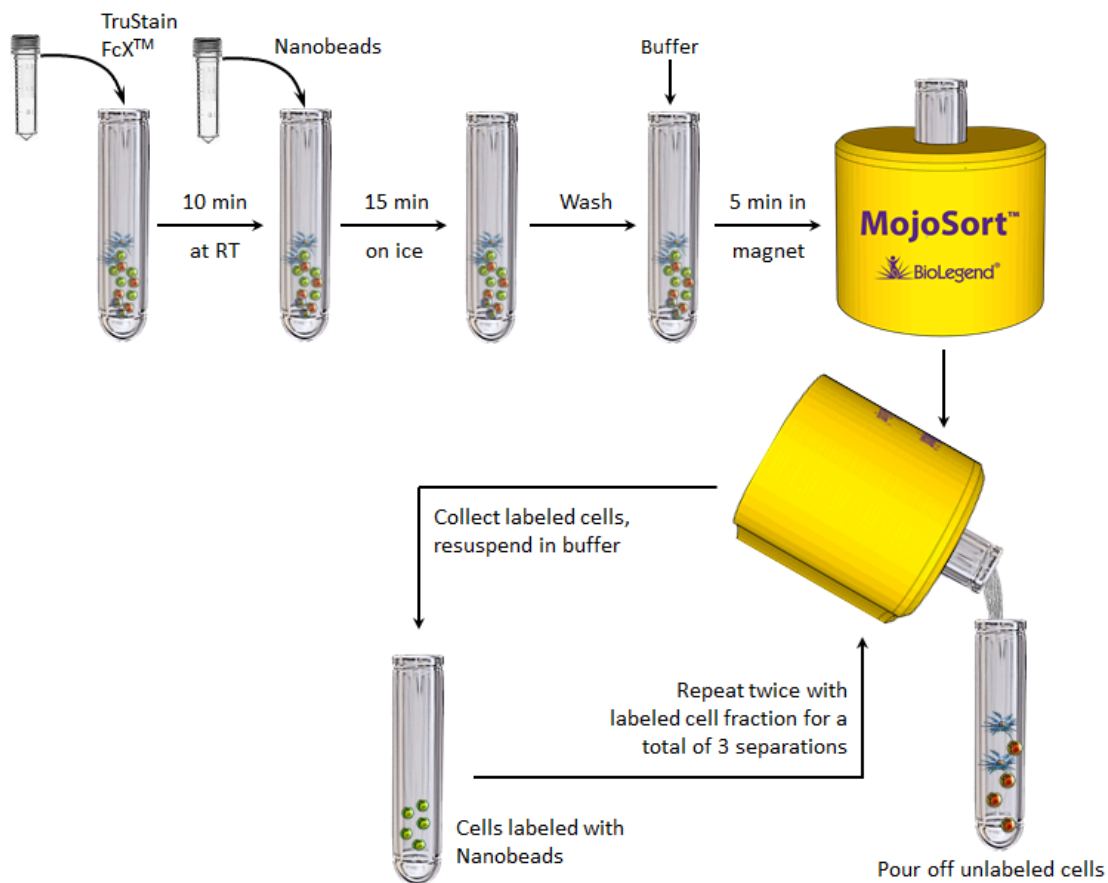 TruStain
FcX™
Nanobeads
Buffer
10 min
at RT
15 min
on ice
Wash
5 min in
magnet
MojoSort™
BioLegend®
Collect labeled cells,
resuspend in buffer
Repeat twice with
labeled cell fraction for a
total of 3 separations
Cells labeled with
Nanobeads
Pour off unlabeled cells